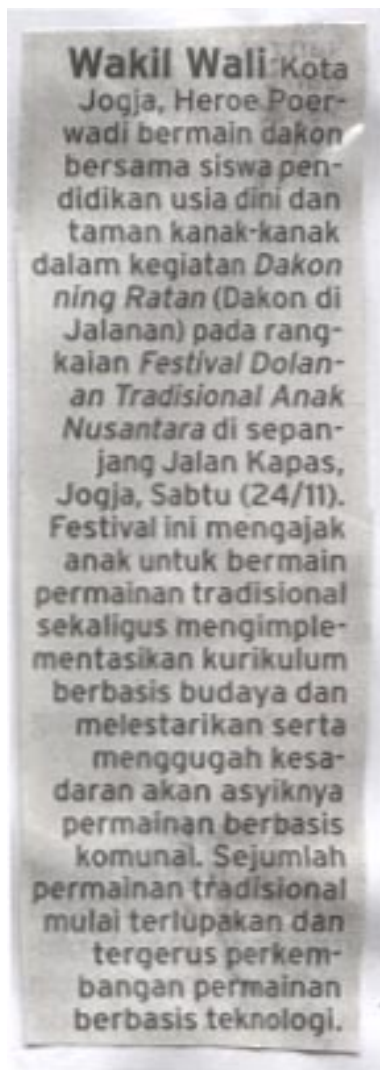 Wakil Wali Kota
Jogja, Heroe Poer-
wadi bermain dakon
bersama siswa pen-
didikan usia dini dan
taman kanak-kanak
dalam kegiatan Dakon
ning Ratan (Dakon di
Jalanan) pada rang-
kaian Festival Dolan-
an Tradisional Anak
Nusantara di sepan-
jang Jalan Kapas,
Jogja, Sabtu (24/11).
Festival ini mengajak
anak untuk bermain
permainan tradisional
sekaligus mengimple-
mentasikan kurikulum
berbasis budaya dan
melestarikan serta
menggugah kesa-
daran akan asyiknya
permainan berbasis
komunal. Sejumlah
permainan tradisional
mulai terlupakan dan
tergerus perkem-
bangan permainan
berbasis teknologi.